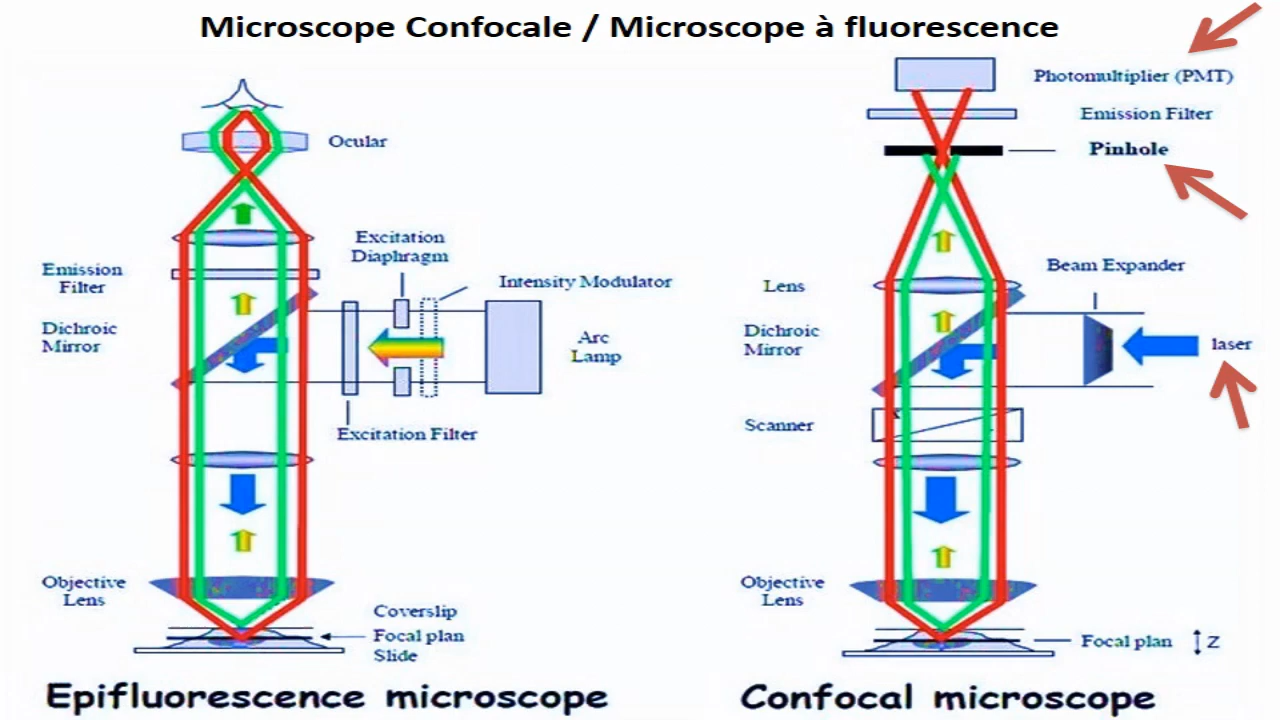 Microscope Confocale / Microscope à fluorescence
Ocular
Emission
Filter
Dichroic
Mirror
Excitation
Diaphragm
Intensity Modulator
Arc
Lamp
Excitation Filter
Objective
Lens
Coverslip
Focal plan
Slide
Epifluorescence microscope
Photomultiplier (PMT)
Emission Filter
Pinhole
Beam Expander
Lens
Dichroic
Mirror
laser
Scanner
Objective
Lens
Focal plan
Z
Confocal microscope